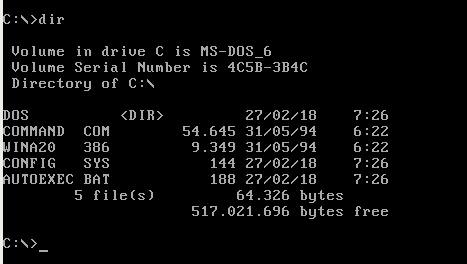 C:\>dir
Volume in drive C is MS-DOS_6
Volume Serial Number is 4C5B-3B4C
Directory of C:\
DOS <DIR> 27/02/18 7:26
COMMAND COM 54.645 31/05/94 6:22
WINA20 386 9.349 31/05/94 6:22
CONFIG SYS 144 27/02/18 7:26
AUTOEXEC BAT 188 27/02/18 7:26
5 file(s) 64.326 bytes
517.021.696 bytes free
C:\>_